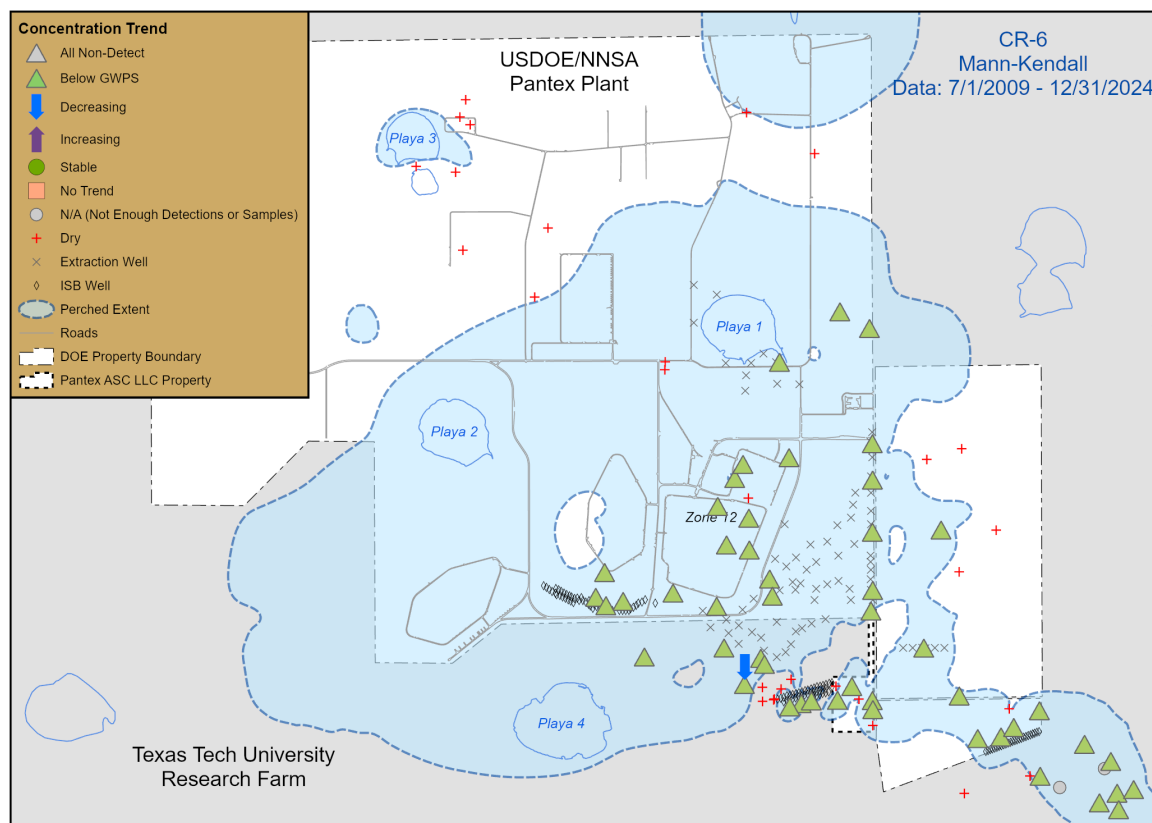 Concentration Trend
All Non-Detect
Below GWPS
Decreasing
Increasing
Stable
No Trend
N/A (Not Enough Detections or Samples)
Dry
Extraction Well
ISB Well
Perched Extent
Roads
DOE Property Boundary
Pantex ASC LLC Property
USDOE/NNSA
Pantex Plant
CR-6
Mann-Kendall
Data: 7/1/2009 - 12/31/2024
Playa 3
Playa 1
Playa 2
Zone 12
Playa 4
Texas Tech University
Research Farm